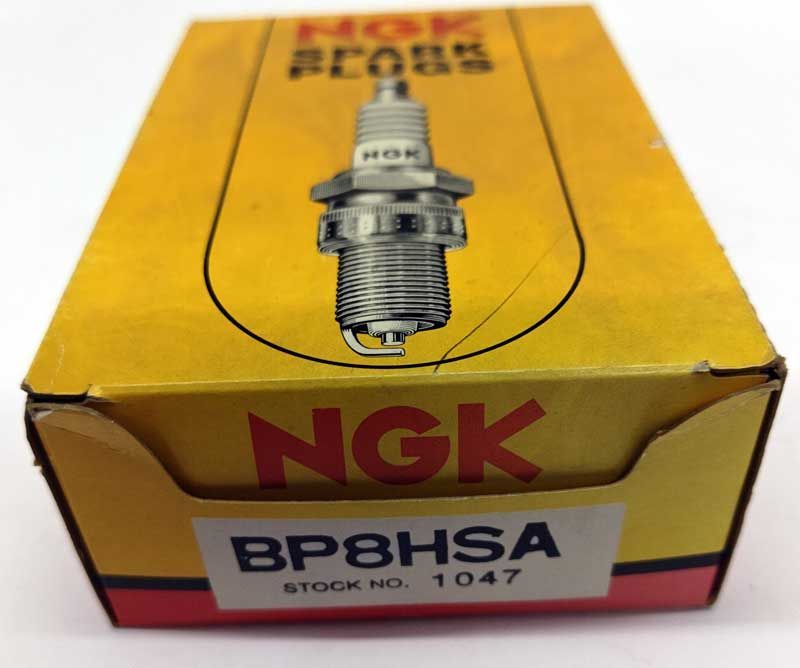 NGK
SPARK
PLUGS
NGK
NGK
BP8HSA
STOCK NO. 1047